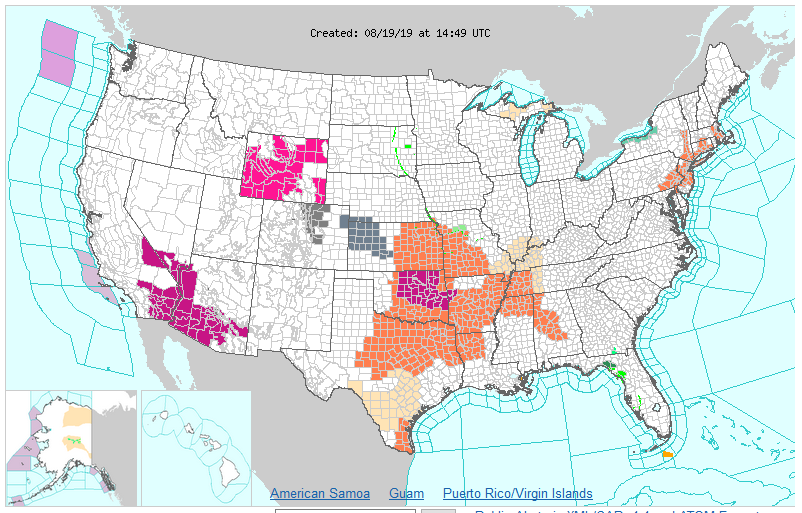 Created: 08/19/19 at 14:49 UTC
American Samoa Guam Puerto Rico/Virgin Islands